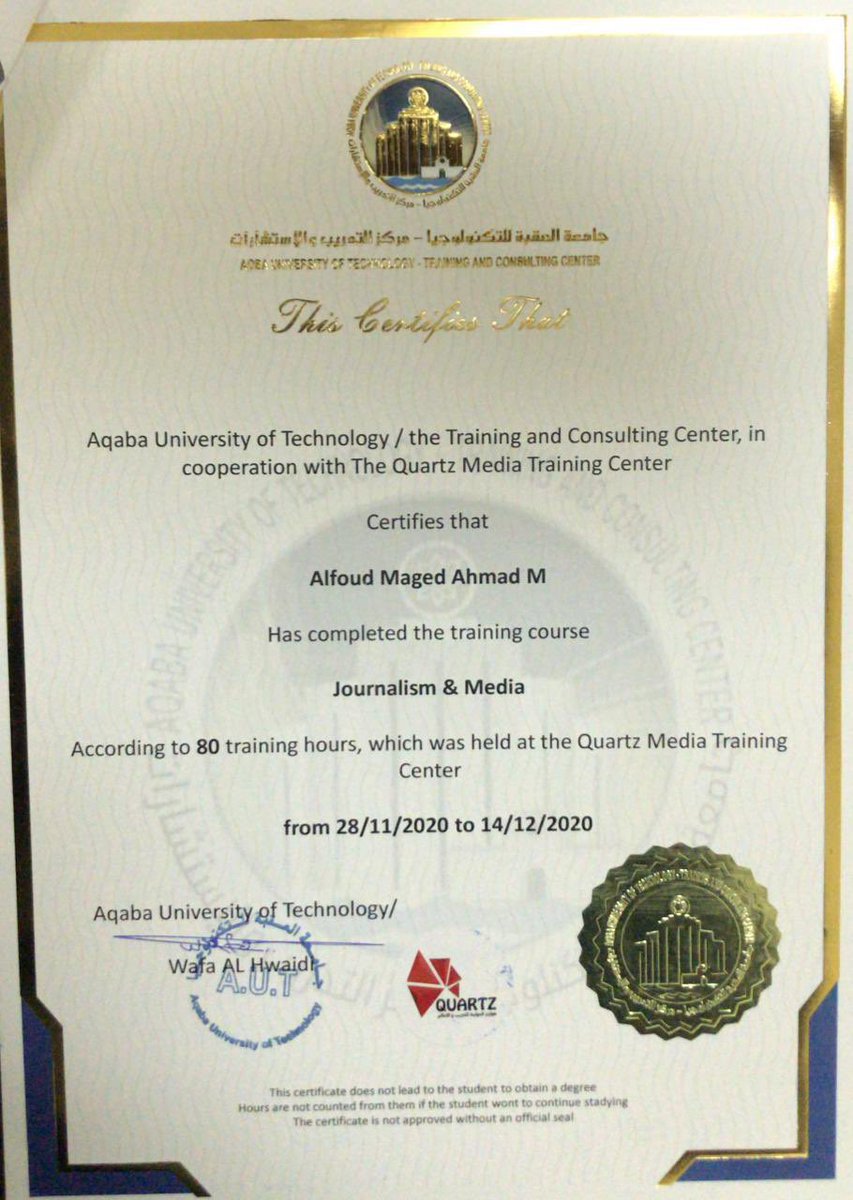 جامعة العقبة للتكنولوجيا - مركز التدريب والإستشارات
AQBA UNIVERSITY OF TECHNOLOGY - TRAINING AND CONSULTING CENTER
This Certifies That
Aqaba University of Technology / the Training and Consulting Center, in
cooperation with The Quartz Media Training Center
Certifies that
Alfoud Maged Ahmad M
Has completed the training course
Journalism & Media
According to 80 training hours, which was held at the Quartz Media Training
Center
from 28/11/2020 to 14/12/2020
Aqaba University of Technology/
Wafa AL Hwaidi
A.U.T
Aqaba University of Technology
QUARTZ
This certificate does not lead to the student to obtain a degree
Hours are not counted from them if the student wont to continue stadying
The certificate is not approved without an official seal